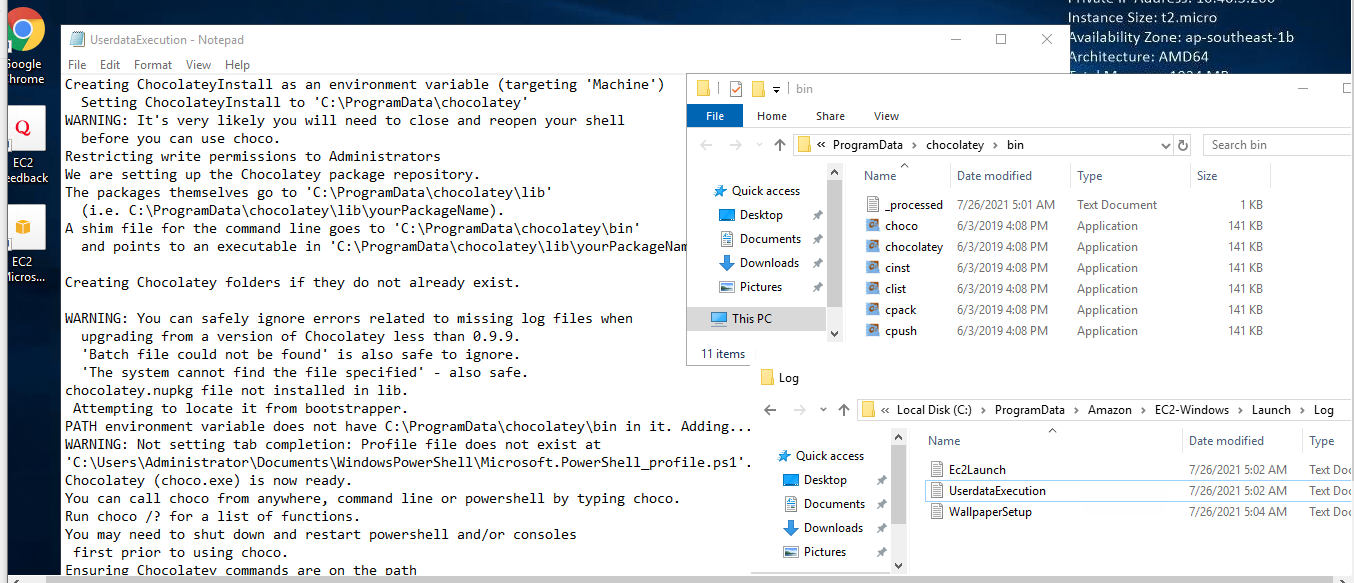 Instance Size: t2.micro
Availability Zone: ap-southeast-1b
Architecture: AMD64
Google
Chrome
EC2
Feedback
EC2
Micros...
UserdataExecution - Notepad
File Edit Format View Help
Creating ChocolateyInstall as an environment variable (targeting 'Machine')
Setting ChocolateyInstall to 'C:\ProgramData\chocolatey'
WARNING: It's very likely you will need to close and reopen your shell
before you can use choco.
Restricting write permissions to Administrators
We are setting up the Chocolatey package repository.
The packages themselves go to 'C:\ProgramData\chocolatey\lib'
(i.e. C:\ProgramData\chocolatey\lib\yourPackageName).
A shim file for the command line goes to 'C:\ProgramData\chocolatey\bin'
and points to an executable in 'C:\ProgramData\chocolatey\lib\yourPackageNam
Creating Chocolatey folders if they do not already exist.
WARNING: You can safely ignore errors related to missing log files when
upgrading from a version of Chocolatey less than 0.9.9.
'Batch file could not be found' is also safe to ignore.
'The system cannot find the file specified' - also safe.
chocolatey.nupkg file not installed in lib.
Attempting to locate it from bootstrapper.
PATH environment variable does not have C:\ProgramData\chocolatey\bin in it. Adding...
WARNING: Not setting tab completion: Profile file does not exist at
'C:\Users\Administrator\Documents\WindowsPowerShell\Microsoft.PowerShell_profile.ps1'.
Chocolatey (choco.exe) is now ready.
You can call choco from anywhere, command line or powershell by typing choco.
Run choco /? for a list of functions.
You may need to shut down and restart powershell and/or consoles
first prior to using choco.
Ensuring Chocolatey commands are on the path
bin
File Home Share View
« ProgramData > chocolatey > bin
Search bin
Quick access
Desktop
Documents
Downloads
Pictures
This PC
11 items
Name Date modified Type Size
_processed 7/26/2021 5:01 AM Text Document 1 KB
choco 6/3/2019 4:08 PM Application 141 KB
chocolatey 6/3/2019 4:08 PM Application 141 KB
cinst 6/3/2019 4:08 PM Application 141 KB
clist 6/3/2019 4:08 PM Application 141 KB
cpack 6/3/2019 4:08 PM Application 141 KB
cpush 6/3/2019 4:08 PM Application 141 KB
Log
« Local Disk (C:) > ProgramData > Amazon > EC2-Windows > Launch > Log
Quick access
Desktop
Documents
Downloads
Pictures
Name Date modified Type
Ec2Launch 7/26/2021 5:02 AM Text Doc
UserdataExecution 7/26/2021 5:02 AM Text Doc
WallpaperSetup 7/26/2021 5:04 AM Text Doc